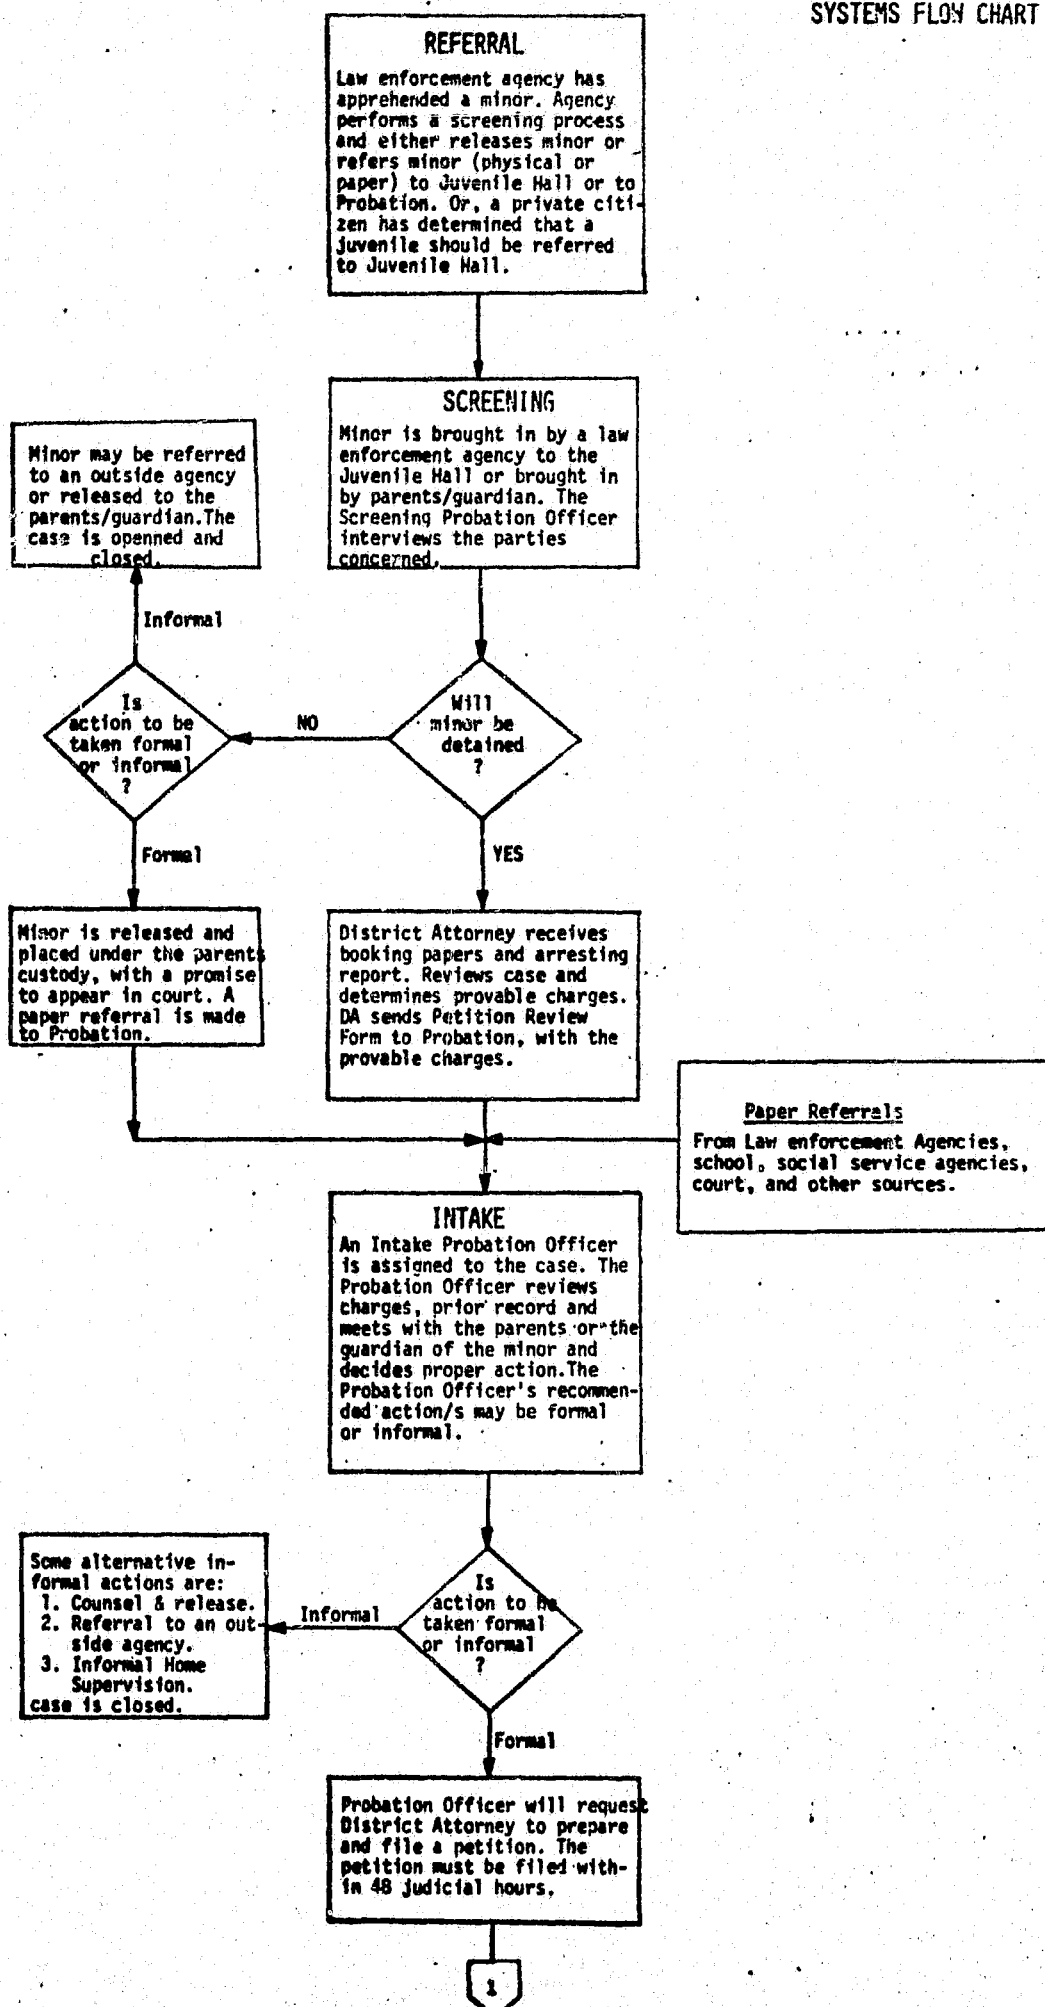 SYSTEMS FLOW CHART
REFERRAL
Law enforcement agency has
apprehended a minor. Agency
performs a screening process
and either releases minor or
refers minor (physical or
paper) to Juvenile Hall or to
Probation. Or, a private citi-
zen has determined that a
juvenile should be referred
to Juvenile Hall.
SCREENING
Minor is brought in by a law
enforcement agency to the
Juvenile Hall or brought in
by parents/guardian. The
Screening Probation Officer
interviews the parties
concerned.
Minor may be referred
to an outside agency
or released to the
parents/guardian.The
case is openned and
closed.
Informal
Is
action to be
taken formal
or informal
?
NO
Will
minor be
detained
?
Formal
YES
Minor is released and
placed under the parents
custody, with a promise
to appear in court. A
paper referral is made
to Probation.
District Attorney receives
booking papers and arresting
report. Reviews case and
determines provable charges.
DA sends Petition Review
Form to Probation, with the
provable charges.
Paper Referrals
From Law enforcement Agencies,
school, social service agencies,
court, and other sources.
INTAKE
An Intake Probation Officer
is assigned to the case. The
Probation Officer reviews
charges, prior record and
meets with the parents or the
guardian of the minor and
decides proper action.The
Probation Officer's recommen-
ded action/s may be formal
or informal.
Some alternative in-
formal actions are:
1. Counsel & release.
2. Referral to an out-
side agency.
3. Informal Home
Supervision.
case is closed.
Informal
Is
action to be
taken formal
or informal
?
Formal
Probation Officer will request
District Attorney to prepare
and file a petition. The
petition must be filed with-
in 48 judicial hours.
1